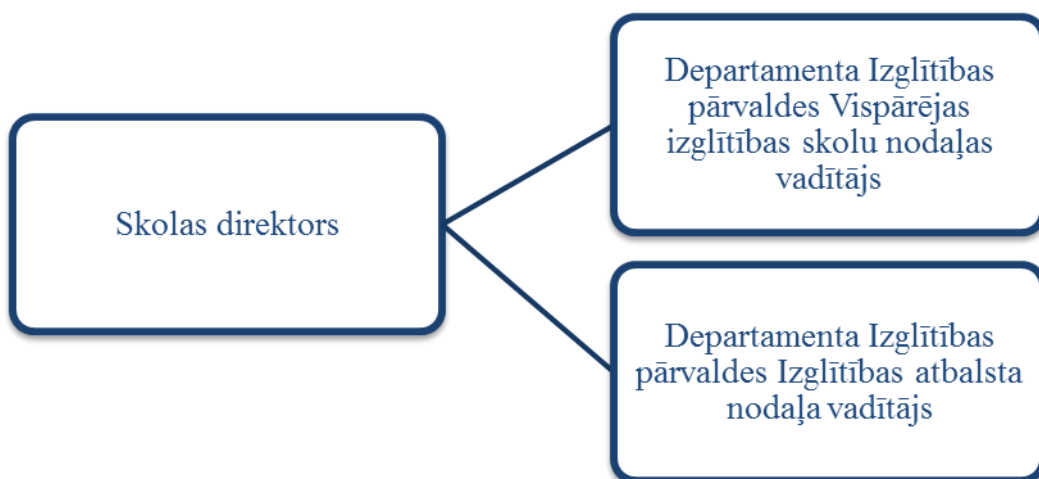 Skolas direktors
Departamenta Izglītības
pārvaldes Vispārējas
izglītības skolu nodaļas
vadītājs
Departamenta Izglītības
pārvaldes Izglītības atbalsta
nodaļa vadītājs